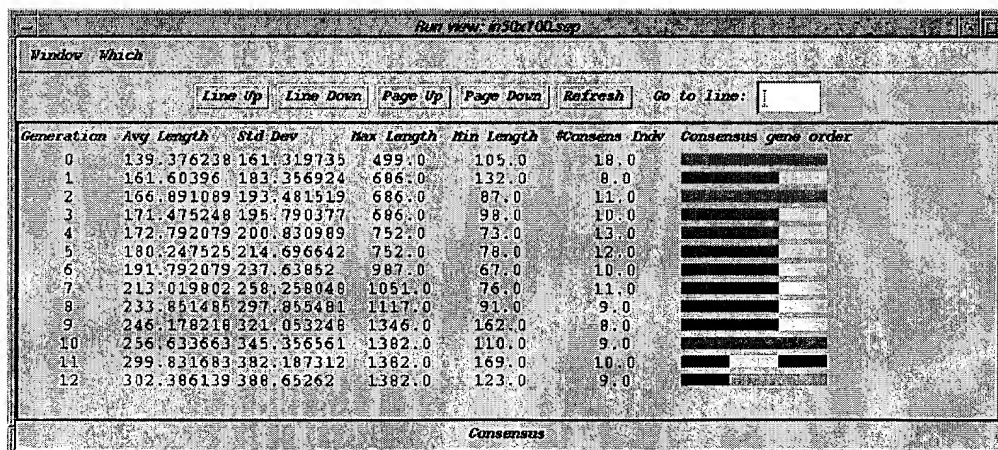 Run view: in50x100.sep
Window Which
Line Up Line Down Page Up Page Down Refresh Go to line:
Generation Avg Length Std Dev Max Length Min Length #Consens Indv Consensus gene order
0 139.376238 161.319735 499.0 105.0 18.0
1 161.60396 183.356924 686.0 132.0 8.0
2 166.891089 193.481519 686.0 87.0 11.0
3 171.475248 195.790377 686.0 98.0 10.0
4 172.792079 200.830989 752.0 73.0 13.0
5 180.247525 214.696642 752.0 78.0 12.0
6 191.792079 237.63852 987.0 67.0 10.0
7 213.019802 258.258048 1051.0 76.0 11.0
8 233.851485 297.855481 1117.0 91.0 9.0
9 246.178218 321.053248 1346.0 162.0 8.0
10 256.633663 345.356561 1382.0 110.0 9.0
11 299.831683 382.187312 1382.0 169.0 10.0
12 302.386139 388.65262 1382.0 123.0 9.0
Consensus